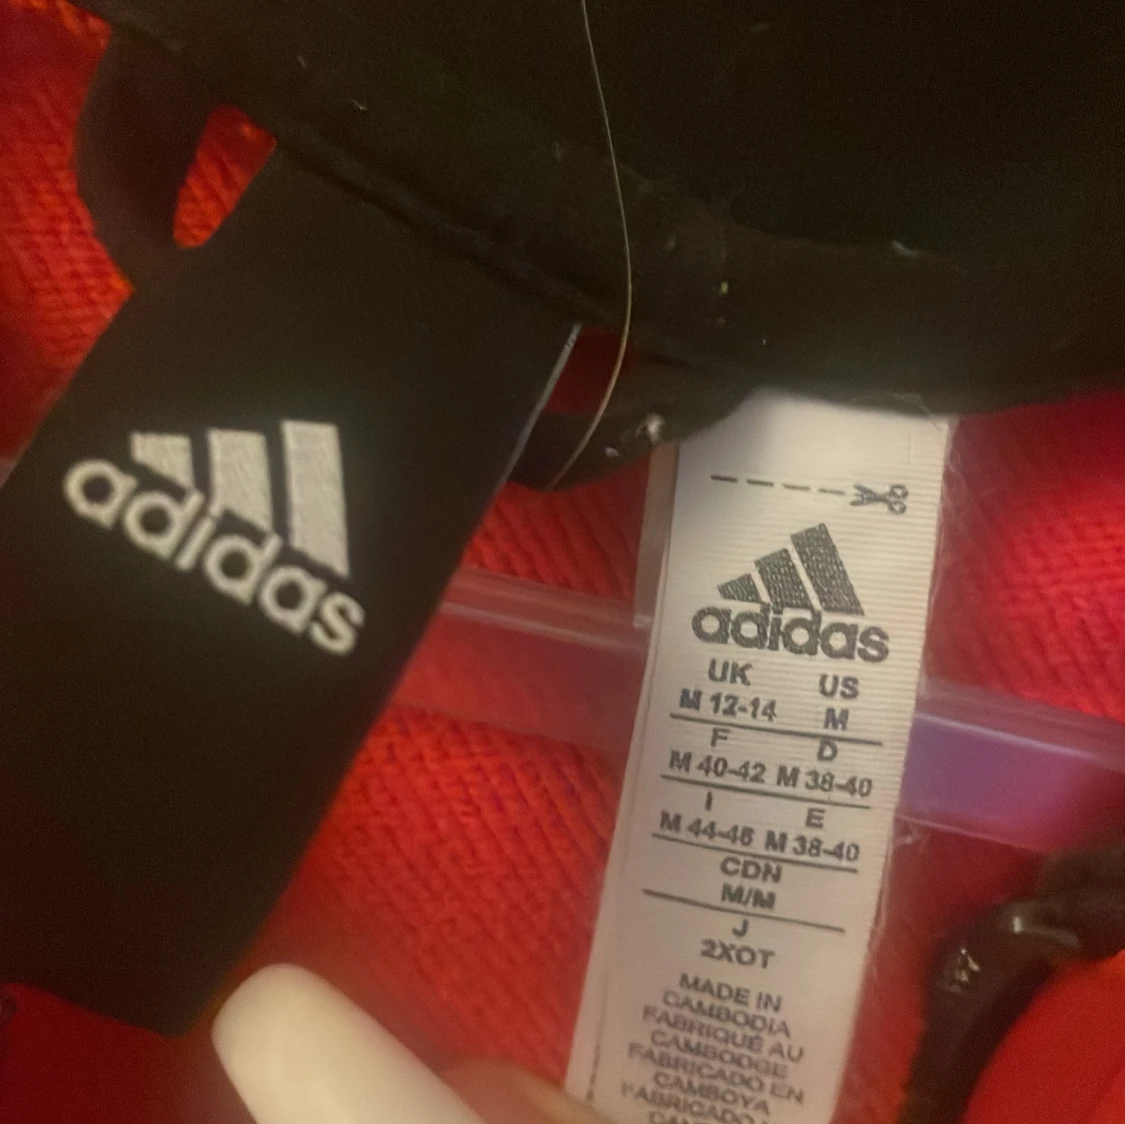 adidas
adidas
UK US
M 12-14 M
F D
M 40-42 M 38-40
I E
M 44-46 M 38-40
CDN
M/M
J
2XOT
MADE IN
CAMBODIA
FABRIQUÉ AU
CAMBODGE
FABRICADO EN
CAMBOYA
FABRICADO